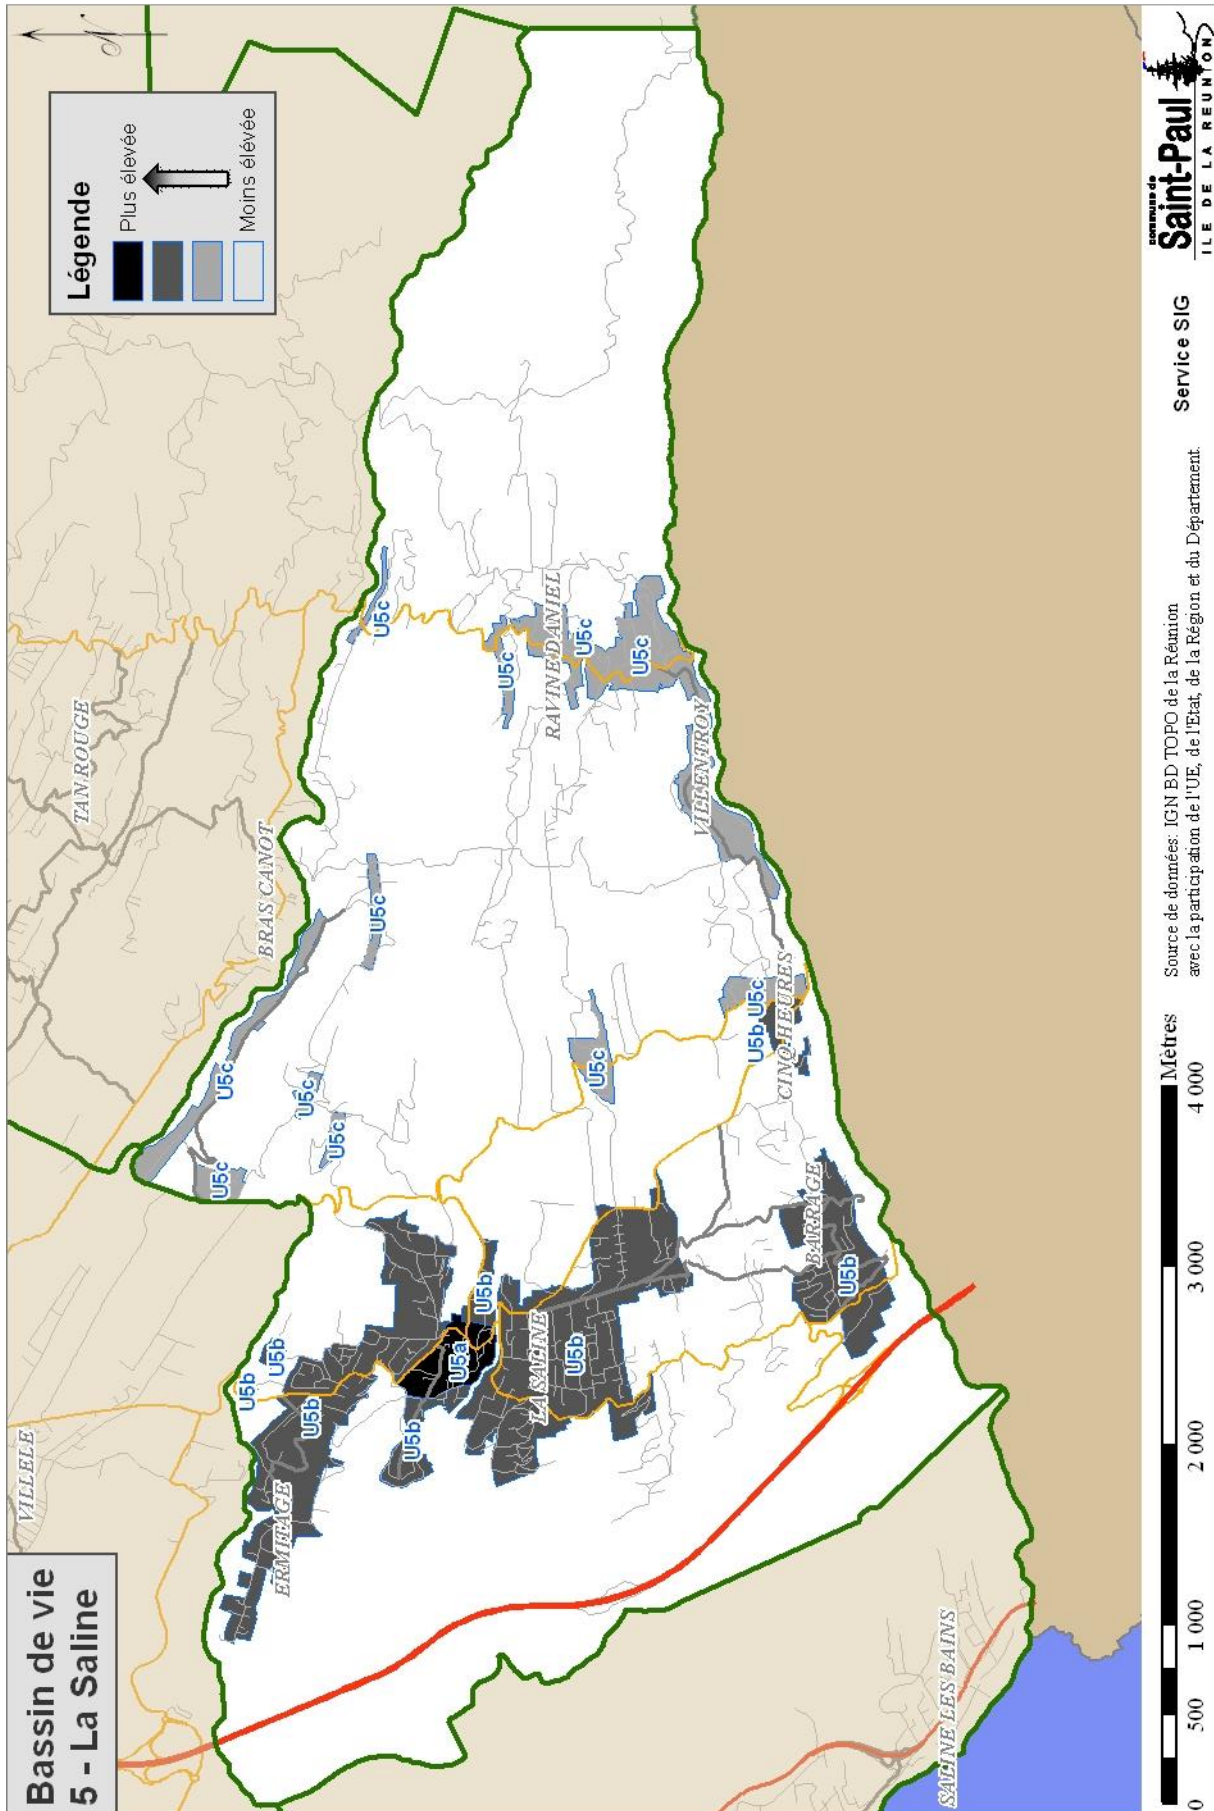 Bassin de vie
5 - La Saline
Légende
Plus élevée
Moins élévée
N
VILLELE
TAN ROUGE
BRAS CANOT
ERMITAGE
U5b
U5b
U5b
U5b
U5a
U5b
LA SALINE
U5b
U5c
U5c
U5c
U5c
U5c
U5c
U5c
RAVINE DANIEL
U5c
U5c
U5c
VILLENTROY
U5b
U5c
CINQ HEURES
BARRAGE
U5b
SALINE LES BAINS
0
500
1 000
2 000
3 000
4 000
Mètres
Source de données: IGN BD TOPO de la Réunion
avec la participation de l'UE, de l'Etat, de la Région et du Département.
Service SIG
commune de
Saint-Paul
ILE DE LA REUNION